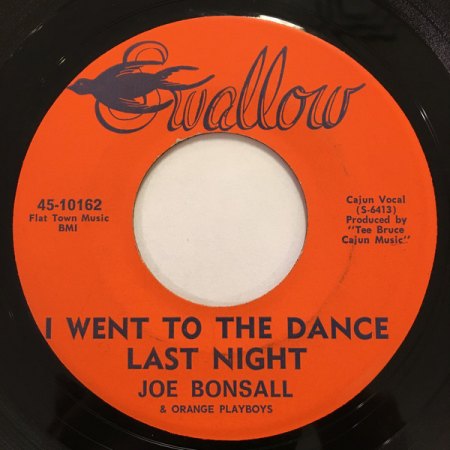 Swallow
45-10162
Flat Town Music
BMI
Cajun Vocal
(S-6413)
Produced by
"Tee Bruce
Cajun Music"
I WENT TO THE DANCE
LAST NIGHT
JOE BONSALL
& ORANGE PLAYBOYS